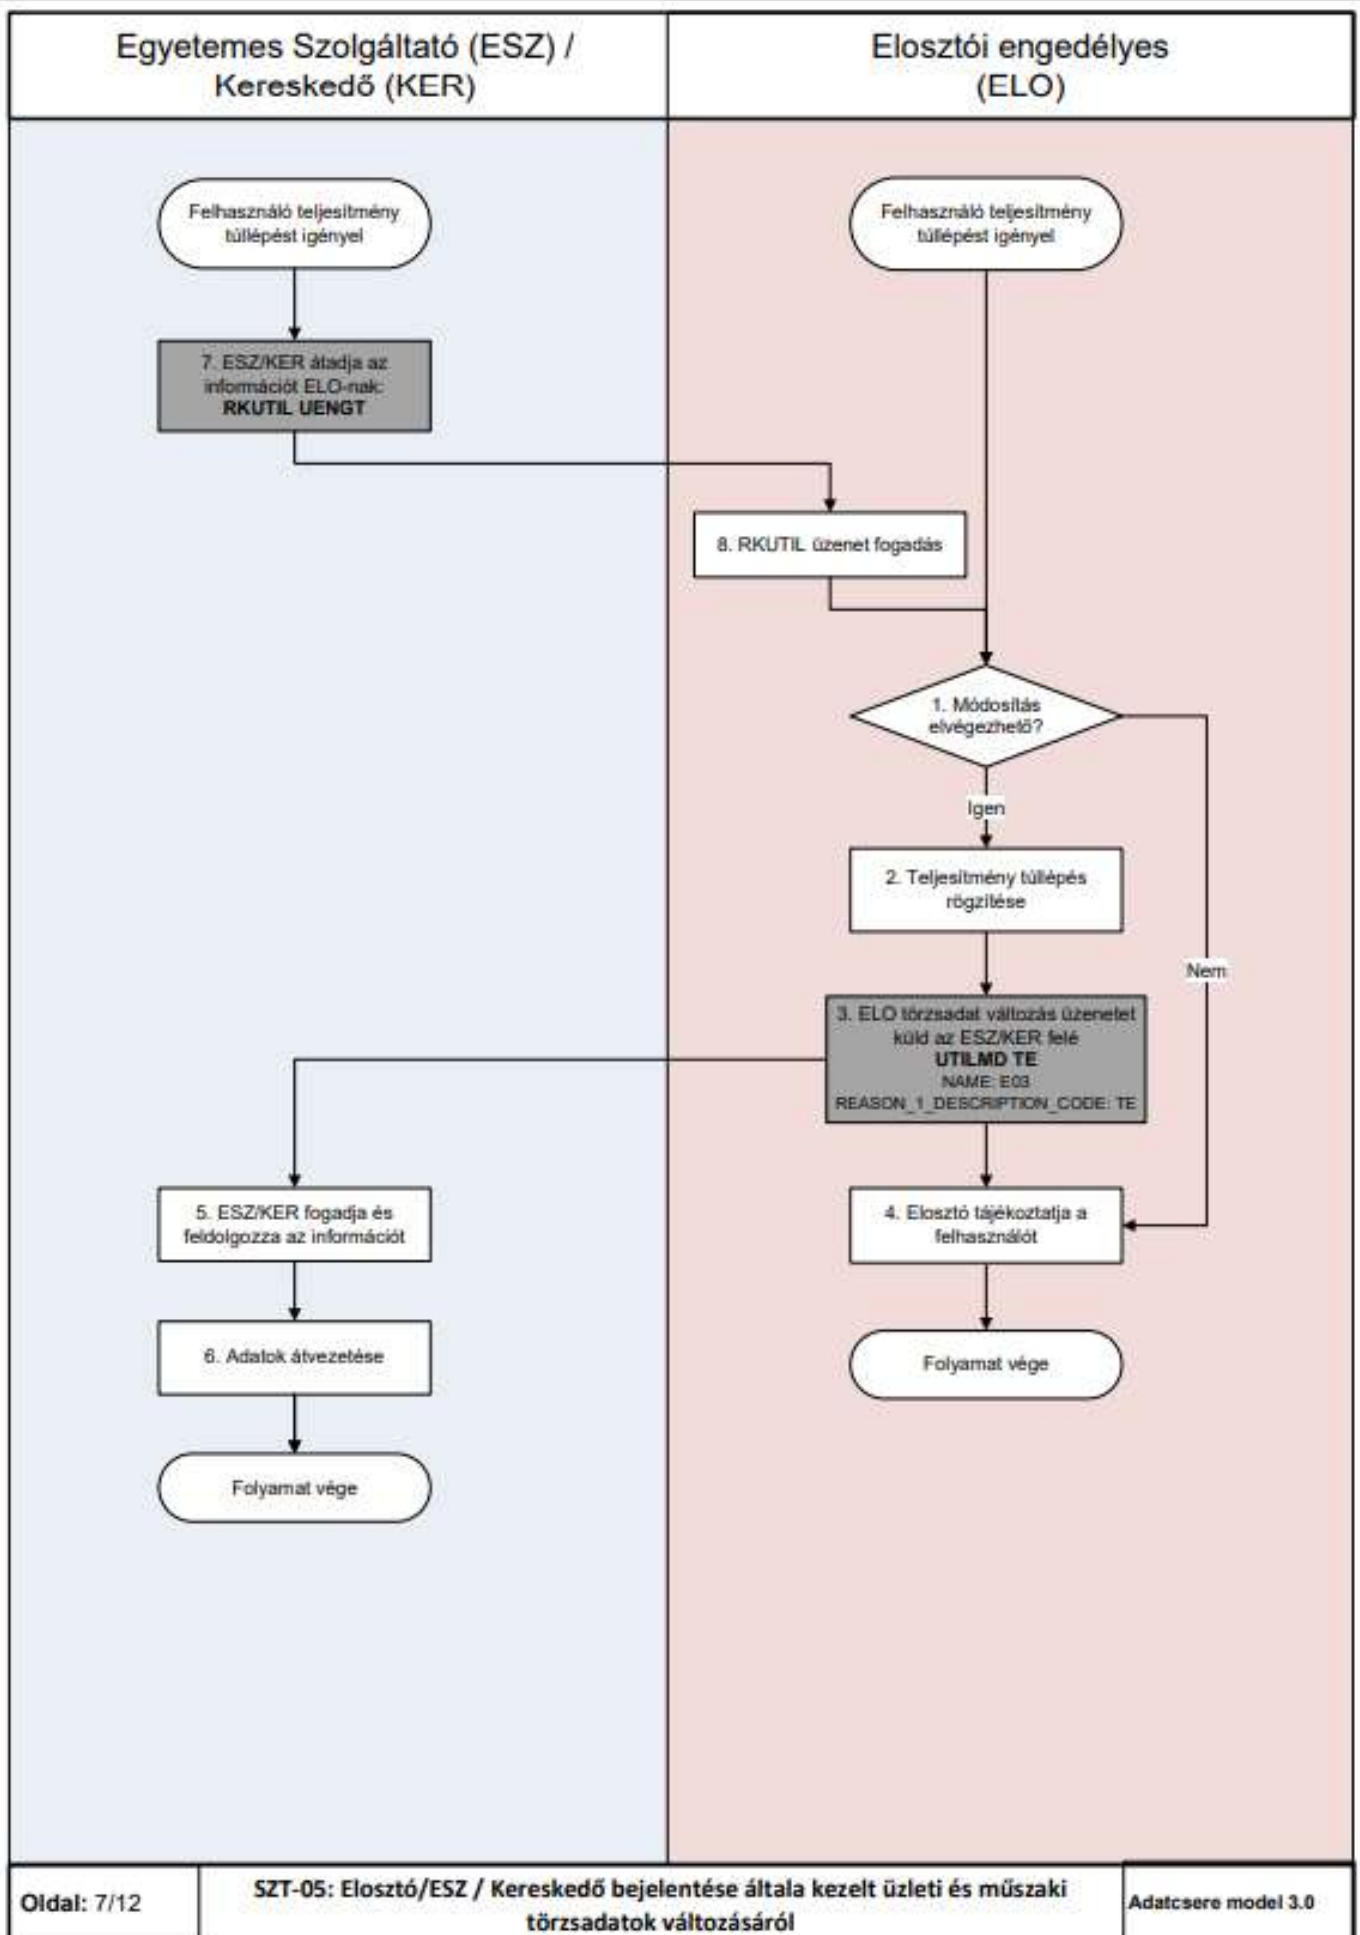 Egyetemes Szolgáltató (ESZ) /
Kereskedő (KER)
Elosztói engedélyes
(ELO)
Felhasználó teljesítmény
túllépést igényel
Felhasználó teljesítmény
túllépést igényel
7. ESZ/KER átadja az
információt ELO-nak:
RKUTIL UENGT
8. RKUTIL üzenet fogadás
1. Módosítás
elvégezhető?
Igen
2. Teljesítmény túllépés
rögzítése
Nem
3. ELO törzsadat változás üzenetet
küld az ESZ/KER felé
UTILMD TE
NAME: E03
REASON_1_DESCRIPTION_CODE: TE
5. ESZ/KER fogadja és
feldolgozza az információt
4. Elosztó tájékoztatja a
felhasználót
6. Adatok átvezetése
Folyamat vége
Folyamat vége
Oldal: 7/12
SZT-05: Elosztó/ESZ / Kereskedő bejelentése általa kezelt üzleti és műszaki
törzsadatok változásáról
Adatcsere model 3.0